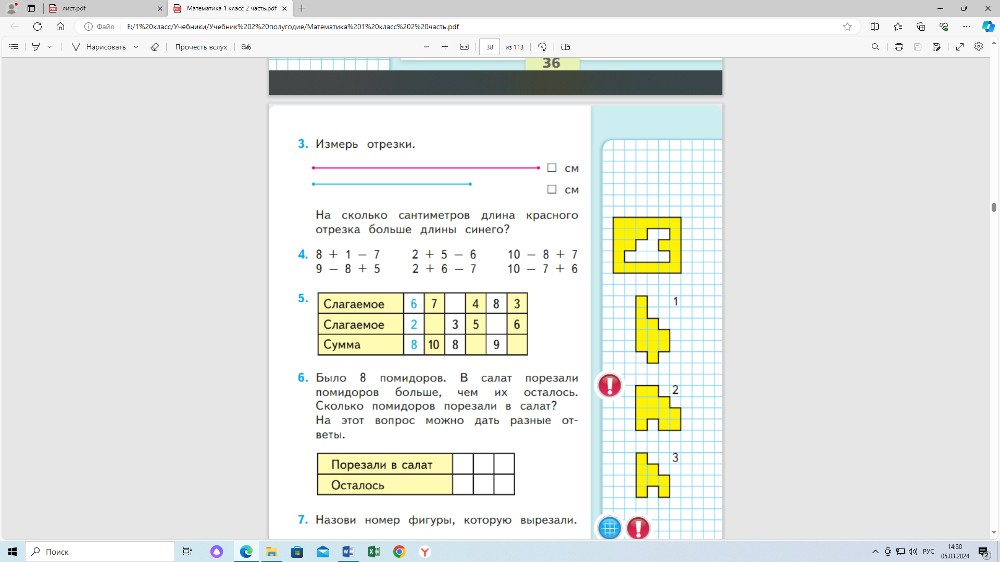 лист.pdf
Математика 1 класс 2 часть.pdf
Файл
E:/1%20класс/Учебники/Учебник%202%20полугодие/Математика%201%20класс%202%20часть.pdf
Нарисовать
Прочесть вслух
аあ
38
из 113
36
3. Измерь отрезки.
□ см
□ см
На сколько сантиметров длина красного
отрезка больше длины синего?
4. 8 + 1 − 7 2 + 5 − 6 10 − 8 + 7
9 − 8 + 5 2 + 6 − 7 10 − 7 + 6
5. Слагаемое 6 7 4 8 3
Слагаемое 2 3 5 6
Сумма 8 10 8 9
6. Было 8 помидоров. В салат порезали
помидоров больше, чем их осталось.
Сколько помидоров порезали в салат?
На этот вопрос можно дать разные от-
веты.
Порезали в салат
Осталось
7. Назови номер фигуры, которую вырезали.
1
!
2
3
!
Поиск
РУС
14:30
05.03.2024
2